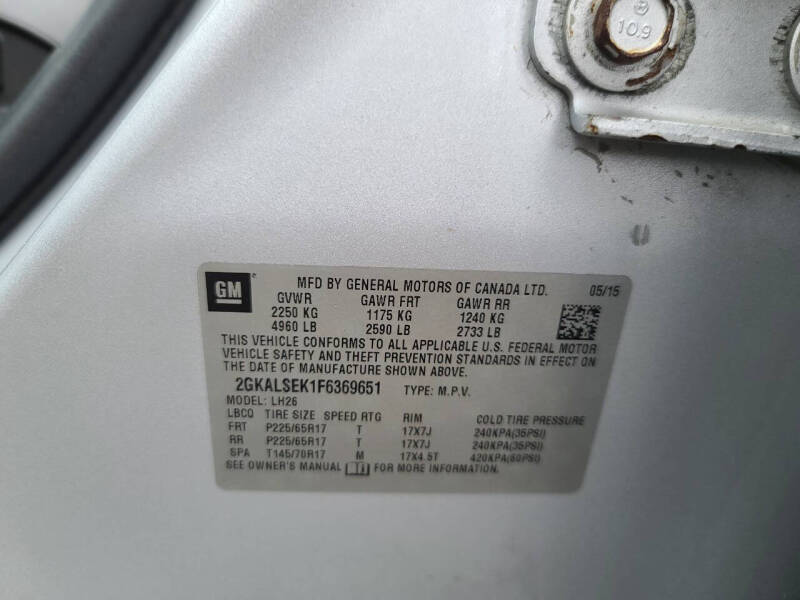 10.9
GM
MFD BY GENERAL MOTORS OF CANADA LTD. 05/15
GVWR GAWR FRT GAWR RR
2250 KG 1175 KG 1240 KG
4960 LB 2590 LB 2733 LB
THIS VEHICLE CONFORMS TO ALL APPLICABLE U.S. FEDERAL MOTOR
VEHICLE SAFETY AND THEFT PREVENTION STANDARDS IN EFFECT ON
THE DATE OF MANUFACTURE SHOWN ABOVE.
2GKALSEK1F6369651 TYPE: M.P.V.
MODEL: LH26
LBCQ TIRE SIZE SPEED RTG RIM COLD TIRE PRESSURE
FRT P225/65R17 T 17X7J 240KPA(35PSI)
RR P225/65R17 T 17X7J 240KPA(35PSI)
SPA T145/70R17 M 17X4.5T 420KPA(60PSI)
SEE OWNER'S MANUAL FOR MORE INFORMATION.